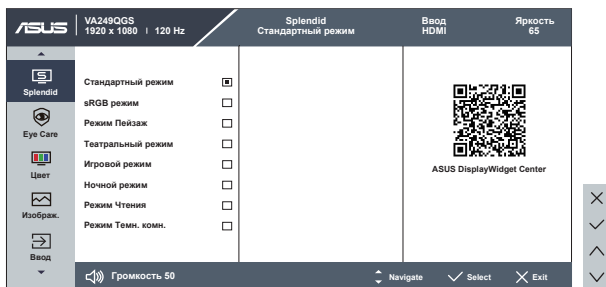 ASUS
VA249QGS
1920 x 1080 | 120 Hz
Splendid
Стандартный режим
Ввод
HDMI
Яркость
65
Splendid
Eye Care
Цвет
Изображ.
Ввод
Стандартный режим
sRGB режим
Режим Пейзаж
Театральный режим
Игровой режим
Ночной режим
Режим Чтения
Режим Темн. комн.
ASUS DisplayWidget Center
Громкость 50
Navigate
Select
Exit